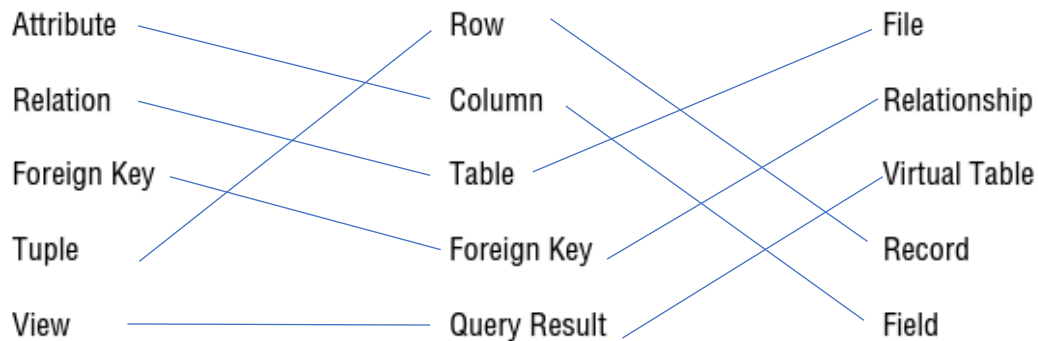 Attribute Row File
Relation Column Relationship
Foreign Key Table Virtual Table
Tuple Foreign Key Record
View Query Result Field